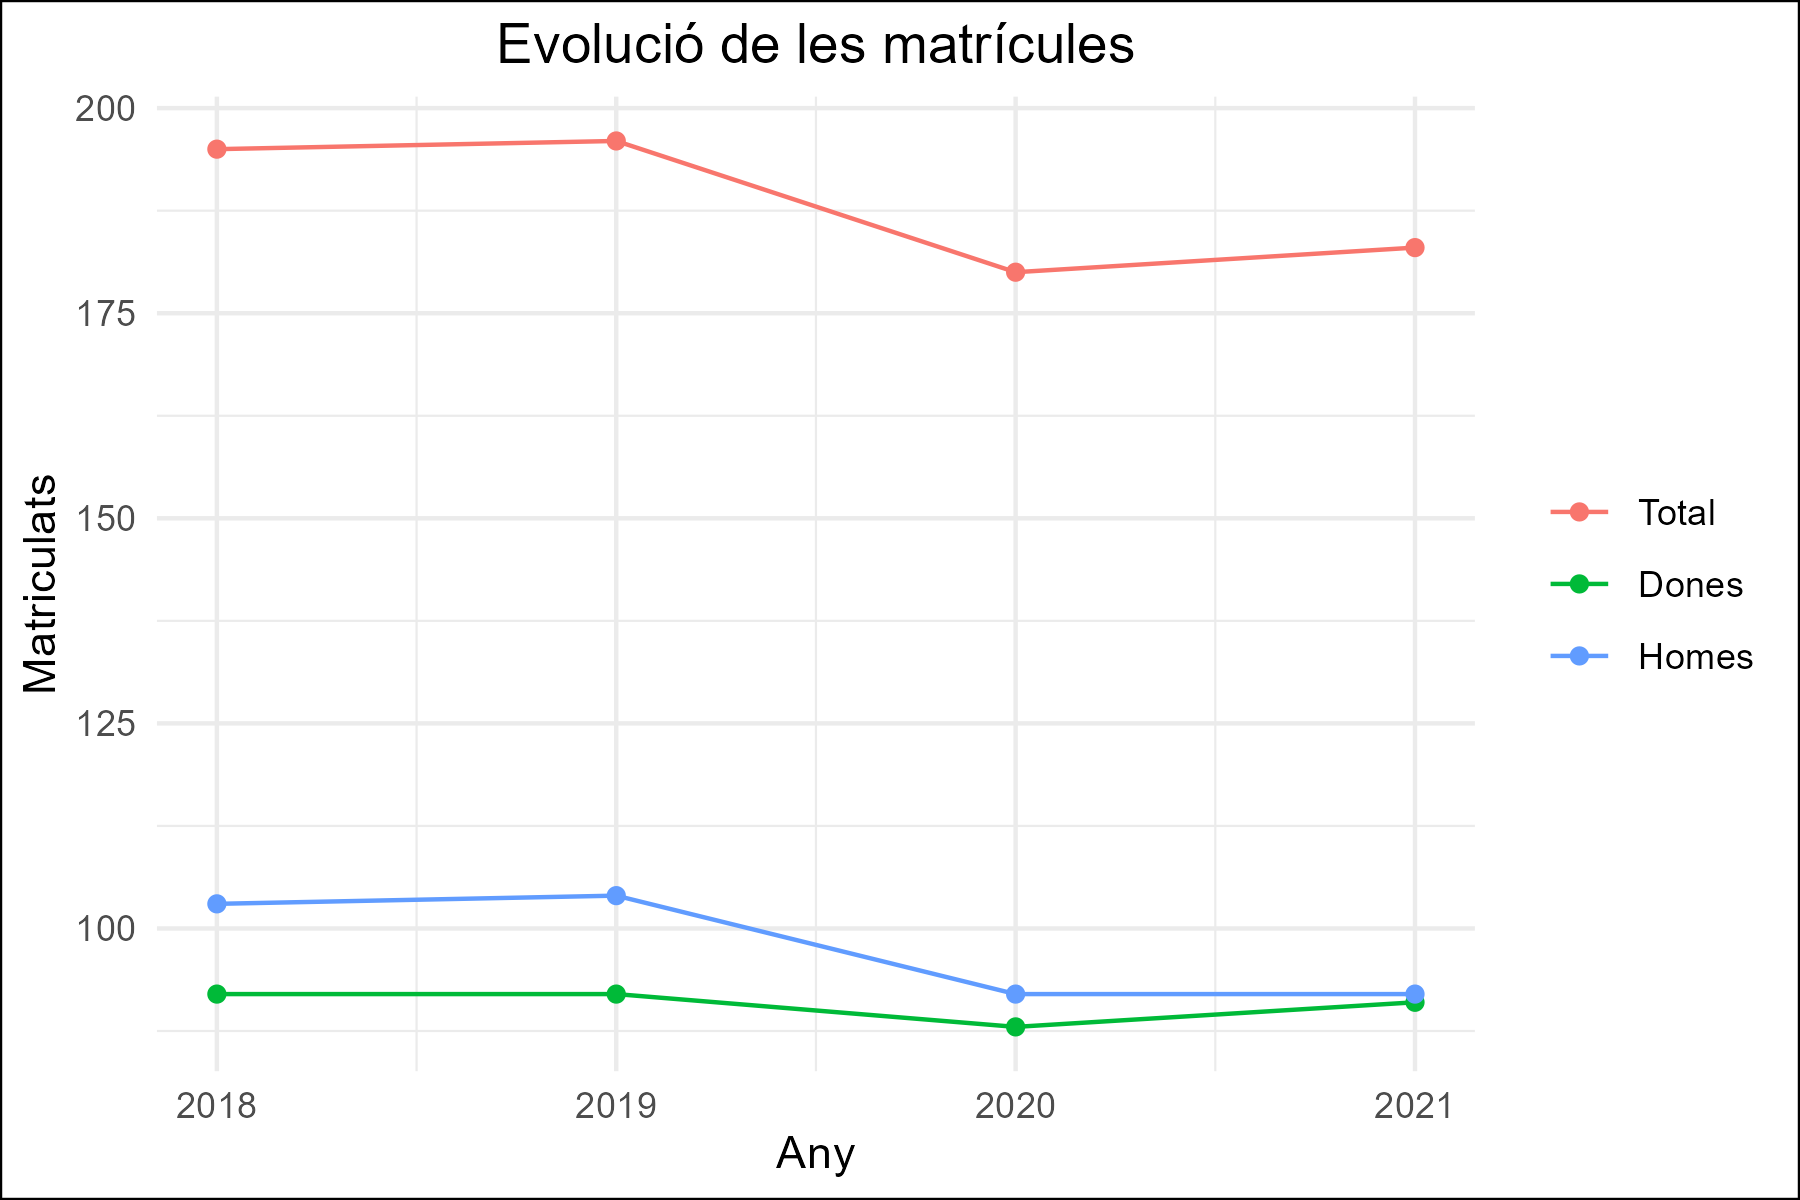 Evolució de les matrícules
200
175
150
125
100
Matriculats
2018 2019 2020 2021
Any
Total
Dones
Homes